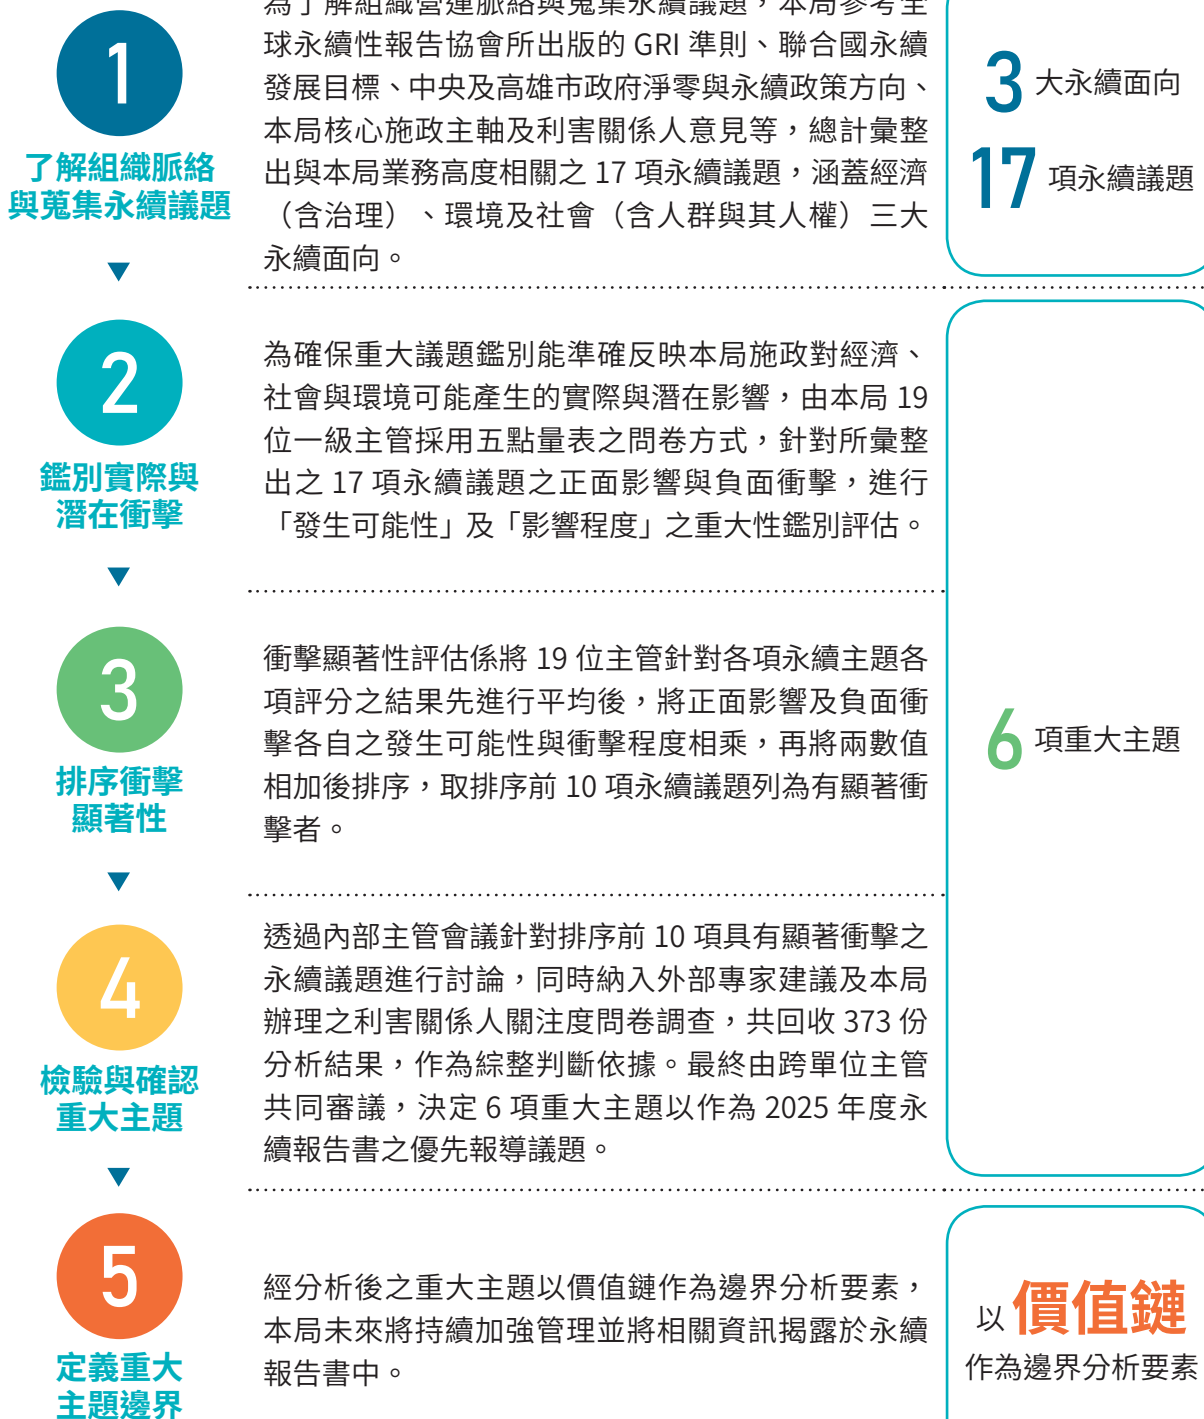 1
了解組織脈絡
與蒐集永續議題
為了解組織營運脈絡與蒐集永續議題，本局參考全
球永續性報告協會所出版的 GRI 準則、聯合國永續
發展目標、中央及高雄市政府淨零與永續政策方向、
本局核心施政主軸及利害關係人意見等，總計彙整
出與本局業務高度相關之 17 項永續議題，涵蓋經濟
（含治理）、環境及社會（含人群與其人權）三大
永續面向。
3 大永續面向
17 項永續議題
2
鑑別實際與
潛在衝擊
為確保重大議題鑑別能準確反映本局施政對經濟、
社會與環境可能產生的實際與潛在影響，由本局 19
位一級主管採用五點量表之問卷方式，針對所彙整
出之 17 項永續議題之正面影響與負面衝擊，進行
「發生可能性」及「影響程度」之重大性鑑別評估。
3
排序衝擊
顯著性
衝擊顯著性評估係將 19 位主管針對各項永續主題各
項評分之結果先進行平均後，將正面影響及負面衝
擊各自之發生可能性與衝擊程度相乘，再將兩數值
相加後排序，取排序前 10 項永續議題列為有顯著衝
擊者。
6 項重大主題
4
檢驗與確認
重大主題
透過內部主管會議針對排序前 10 項具有顯著衝擊之
永續議題進行討論，同時納入外部專家建議及本局
辦理之利害關係人關注度問卷調查，共回收 373 份
分析結果，作為綜整判斷依據。最終由跨單位主管
共同審議，決定 6 項重大主題以作為 2025 年度永
續報告書之優先報導議題。
5
定義重大
主題邊界
經分析後之重大主題以價值鏈作為邊界分析要素，
本局未來將持續加強管理並將相關資訊揭露於永續
報告書中。
以 價值鏈
作為邊界分析要素